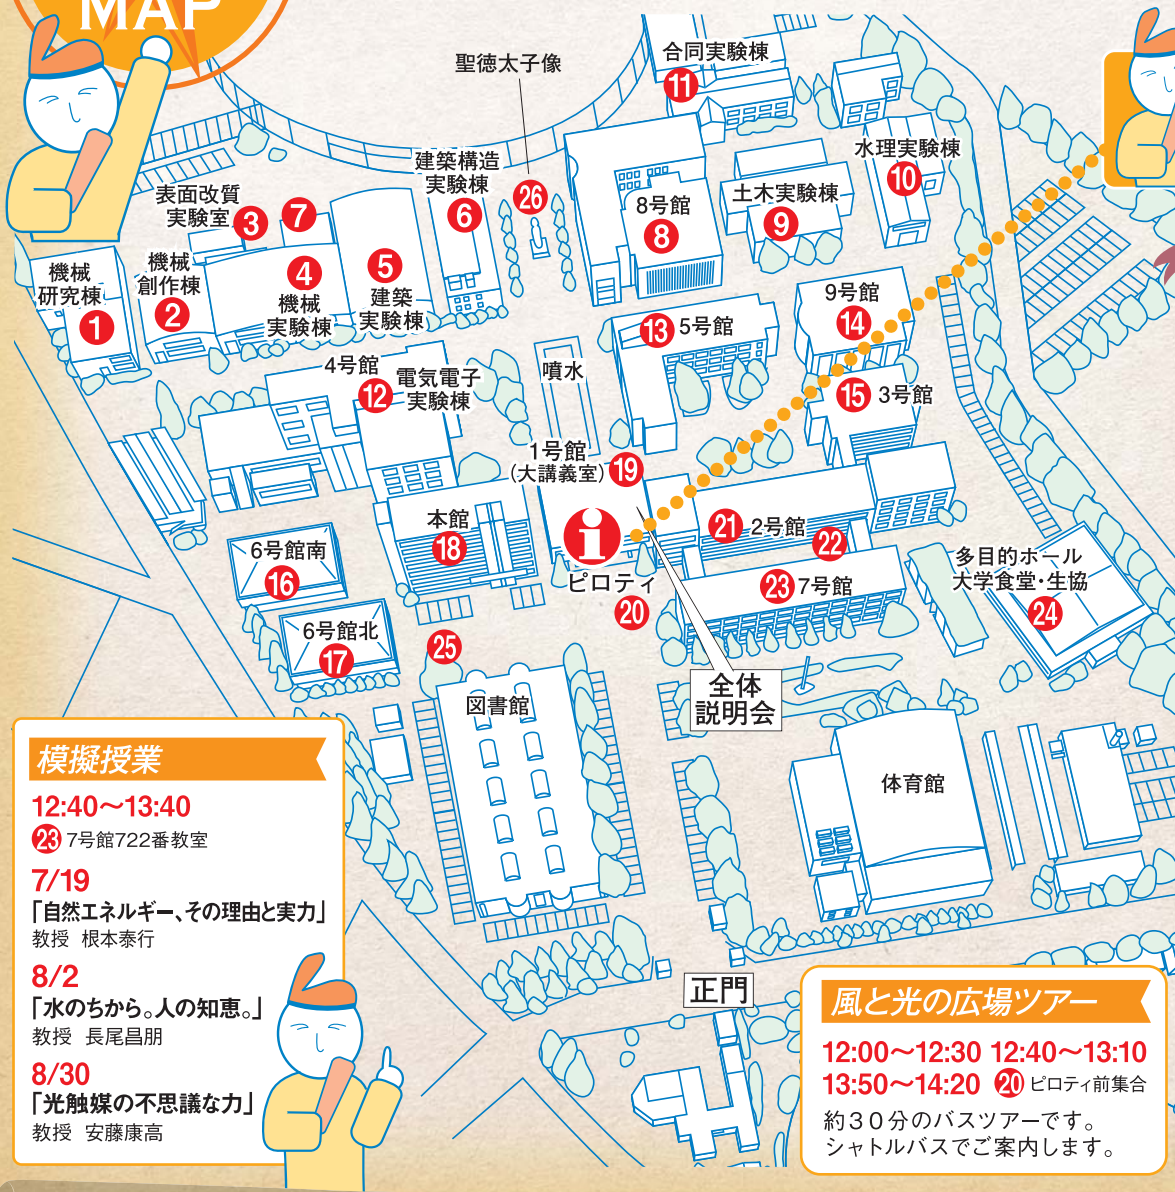 MAP
聖徳太子像
合同実験棟
11
建築構造
実験棟
6
26
水理実験棟
10
表面改質
実験室
3
7
8号館
8
土木実験棟
9
機械
研究棟
1
機械
創作棟
2
4
機械
実験棟
5
建築
実験棟
9号館
14
13
5号館
4号館
12
電気電子
実験棟
噴水
15
3号館
1号館
(大講義室)
19
本館
18
i
ピロティ
20
21
2号館
22
23
7号館
6号館南
16
6号館北
17
多目的ホール
大学食堂・生協
24
25
図書館
全体
説明会
体育館
正門
模擬授業
12:40〜13:40
23 7号館722番教室
7/19
「自然エネルギー、その理由と実力」
教授 根本泰行
8/2
「水のちから。人の知恵。」
教授 長尾昌朋
8/30
「光触媒の不思議な力」
教授 安藤康高
風と光の広場ツアー
12:00〜12:30 12:40〜13:10
13:50〜14:20 20 ピロティ前集合
約30分のバスツアーです。
シャトルバスでご案内します。